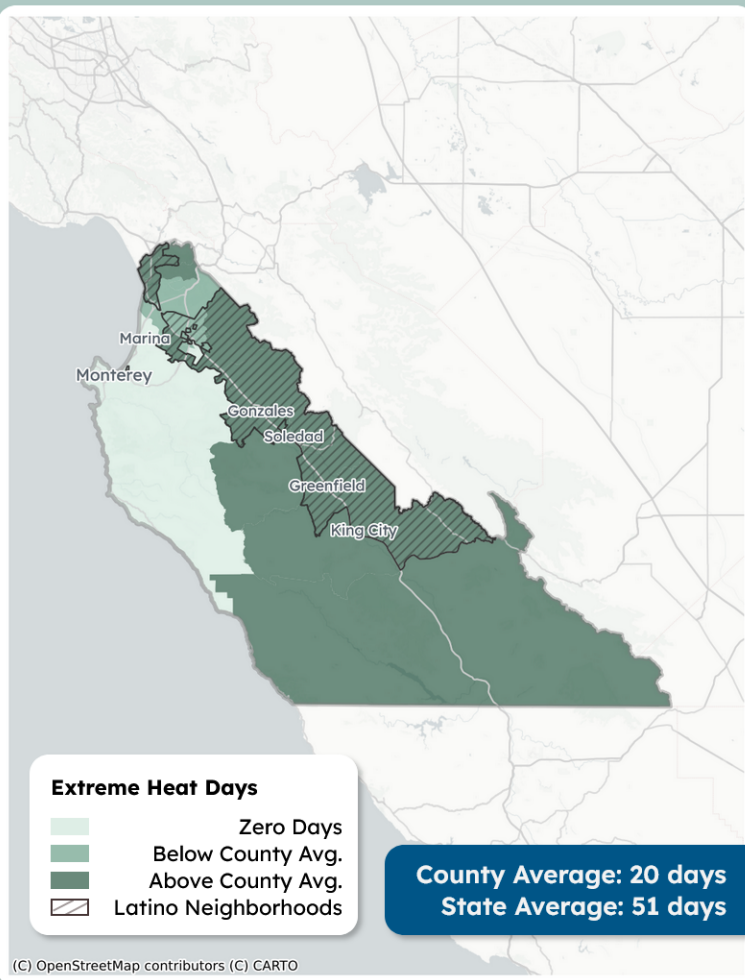 Marina
Monterey
Gonzales
Soledad
Greenfield
King City
Extreme Heat Days
Zero Days
Below County Avg.
Above County Avg.
Latino Neighborhoods
County Average: 20 days
State Average: 51 days
(C) OpenStreetMap contributors (C) CARTO